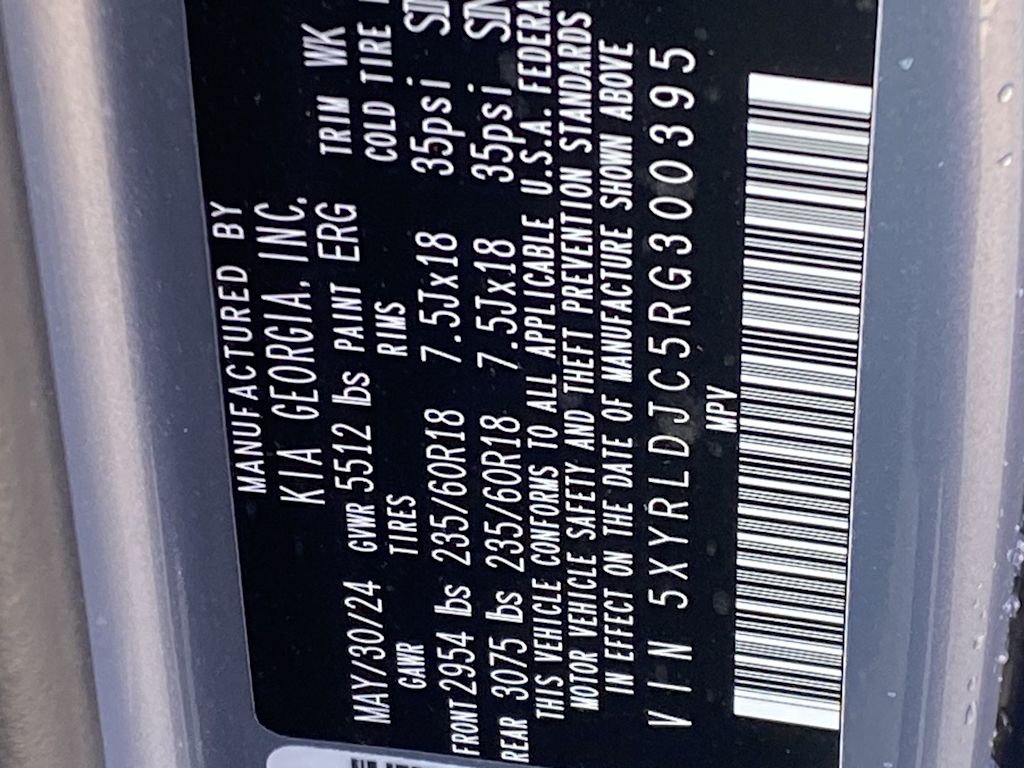 MANUFACTURED BY
KIA GEORGIA, INC.
MAY/30/24 GVWR 5512 lbs PAINT ERG TRIM WK
GAWR TIRES RIMS COLD TIRE
FRONT 2954 lbs 235/60R18 7.5Jx18 35psi
REAR 3075 lbs 235/60R18 7.5Jx18 35psi
THIS VEHICLE CONFORMS TO ALL APPLICABLE U.S.A. FEDERA
MOTOR VEHICLE SAFETY AND THEFT PREVENTION STANDARDS
IN EFFECT ON THE DATE OF MANUFACTURE SHOWN ABOVE
VIN 5XYRLDJC5RG300395
MPV